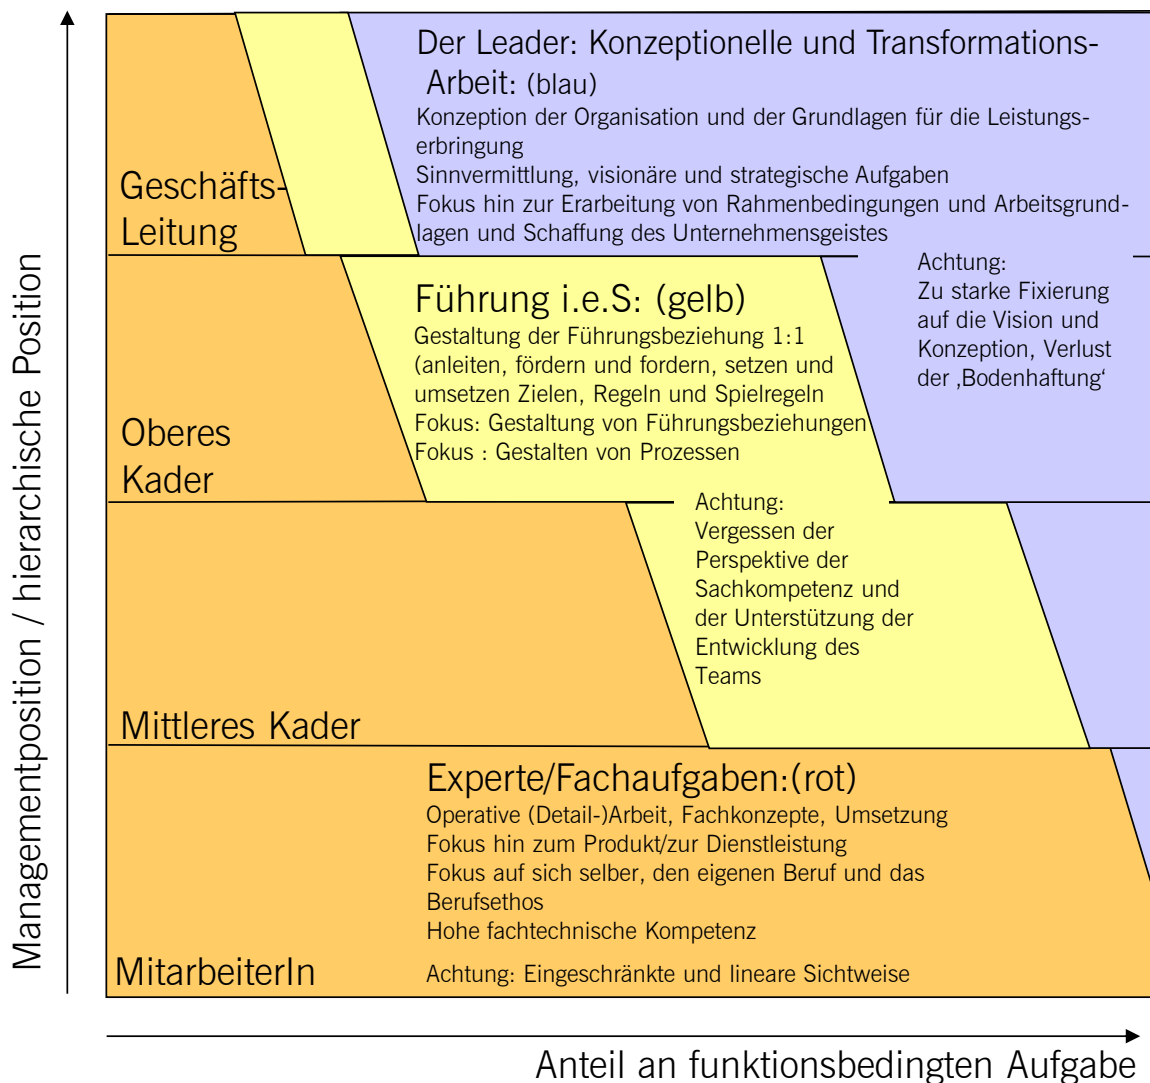 Der Leader: Konzeptionelle und Transformations-
Arbeit: (blau)
Konzeption der Organisation und der Grundlagen für die Leistungs-
erbringung
Sinnvermittlung, visionäre und strategische Aufgaben
Fokus hin zur Erarbeitung von Rahmenbedingungen und Arbeitsgrund-
lagen und Schaffung des Unternehmensgeistes
Geschäfts-
Leitung
Achtung:
Zu starke Fixierung
auf die Vision und
Konzeption, Verlust
der ‚Bodenhaftung‘
Führung i.e.S: (gelb)
Gestaltung der Führungsbeziehung 1:1
(anleiten, fördern und fordern, setzen und
umsetzen Zielen, Regeln und Spielregeln
Fokus: Gestaltung von Führungsbeziehungen
Fokus : Gestalten von Prozessen
Oberes
Kader
Achtung:
Vergessen der
Perspektive der
Sachkompetenz und
der Unterstützung der
Entwicklung des
Teams
Mittleres Kader
Experte/Fachaufgaben:(rot)
Operative (Detail-)Arbeit, Fachkonzepte, Umsetzung
Fokus hin zum Produkt/zur Dienstleistung
Fokus auf sich selber, den eigenen Beruf und das
Berufsethos
Hohe fachtechnische Kompetenz
Achtung: Eingeschränkte und lineare Sichtweise
MitarbeiterIn
Managementposition / hierarchische Position
Anteil an funktionsbedingten Aufgabe